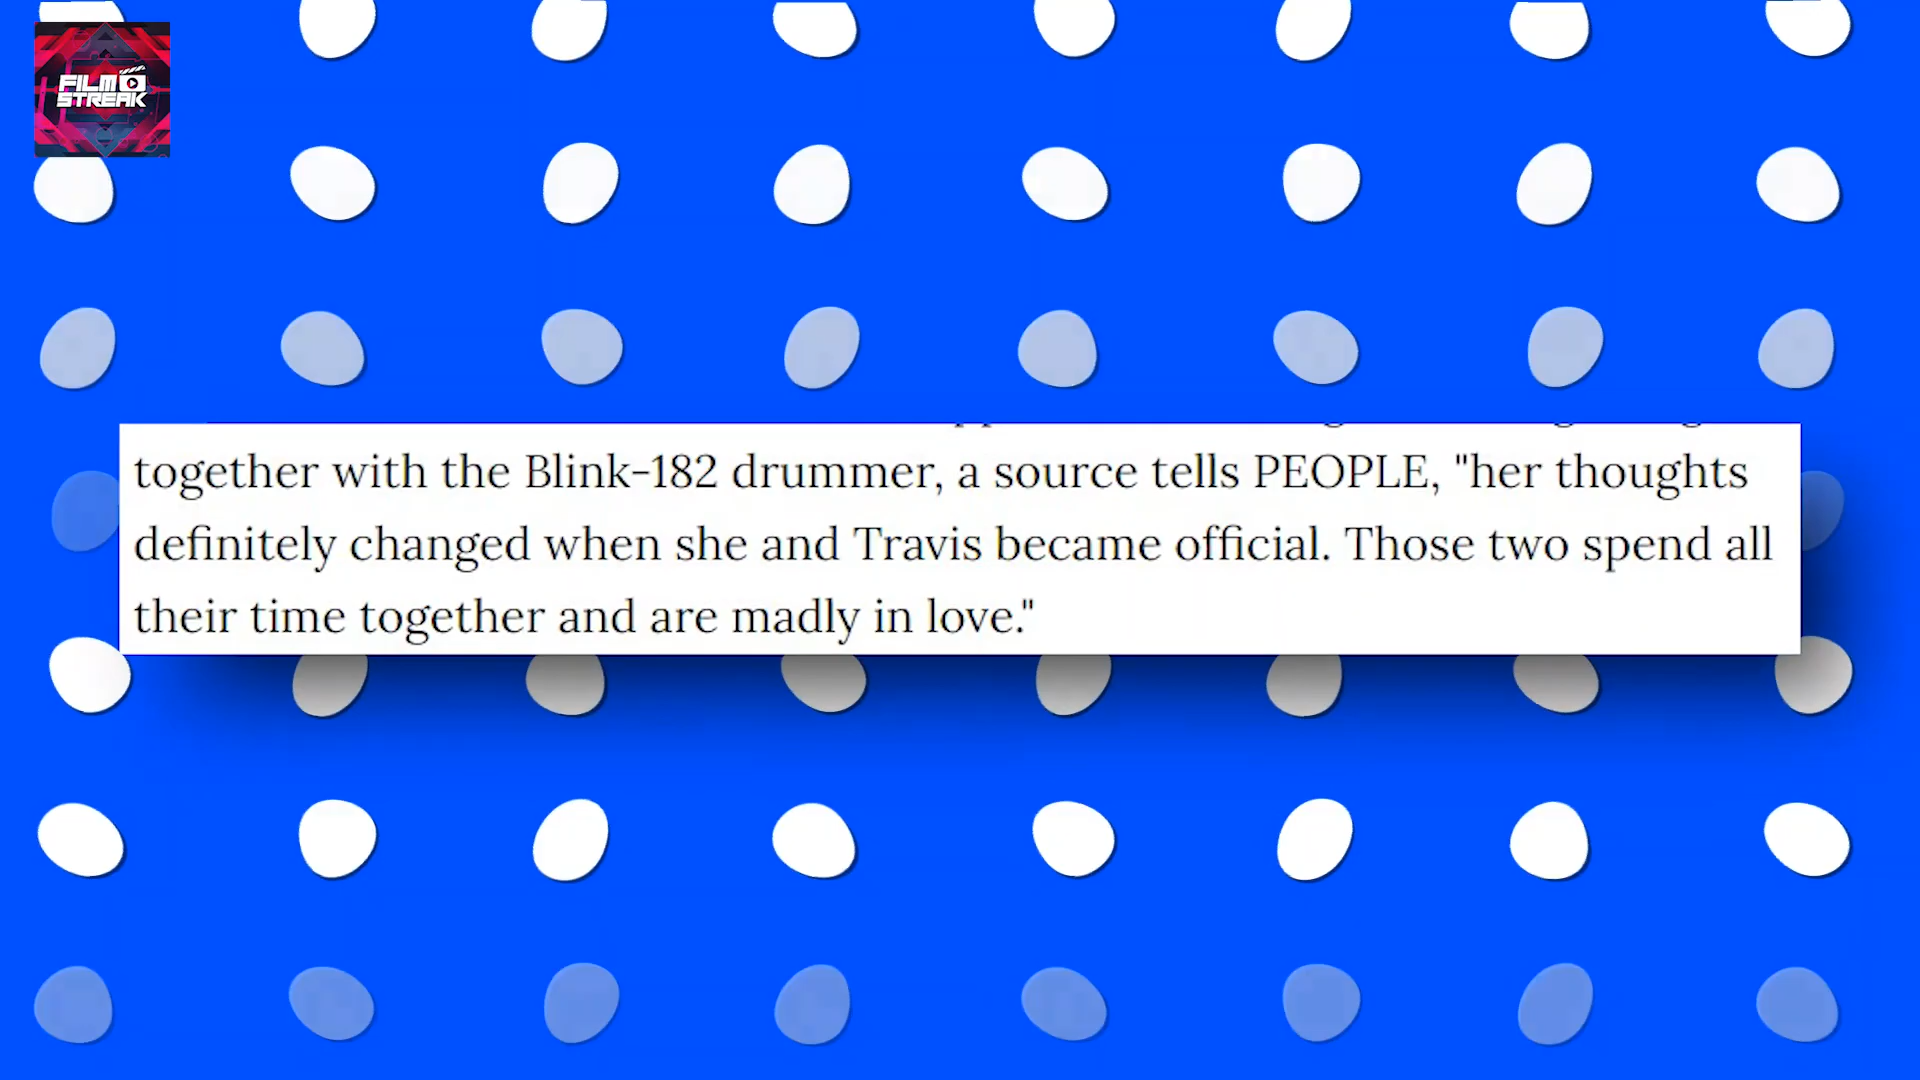 FILM
STREAK
together with the Blink-182 drummer, a source tells PEOPLE, "her thoughts
definitely changed when she and Travis became official. Those two spend all
their time together and are madly in love."